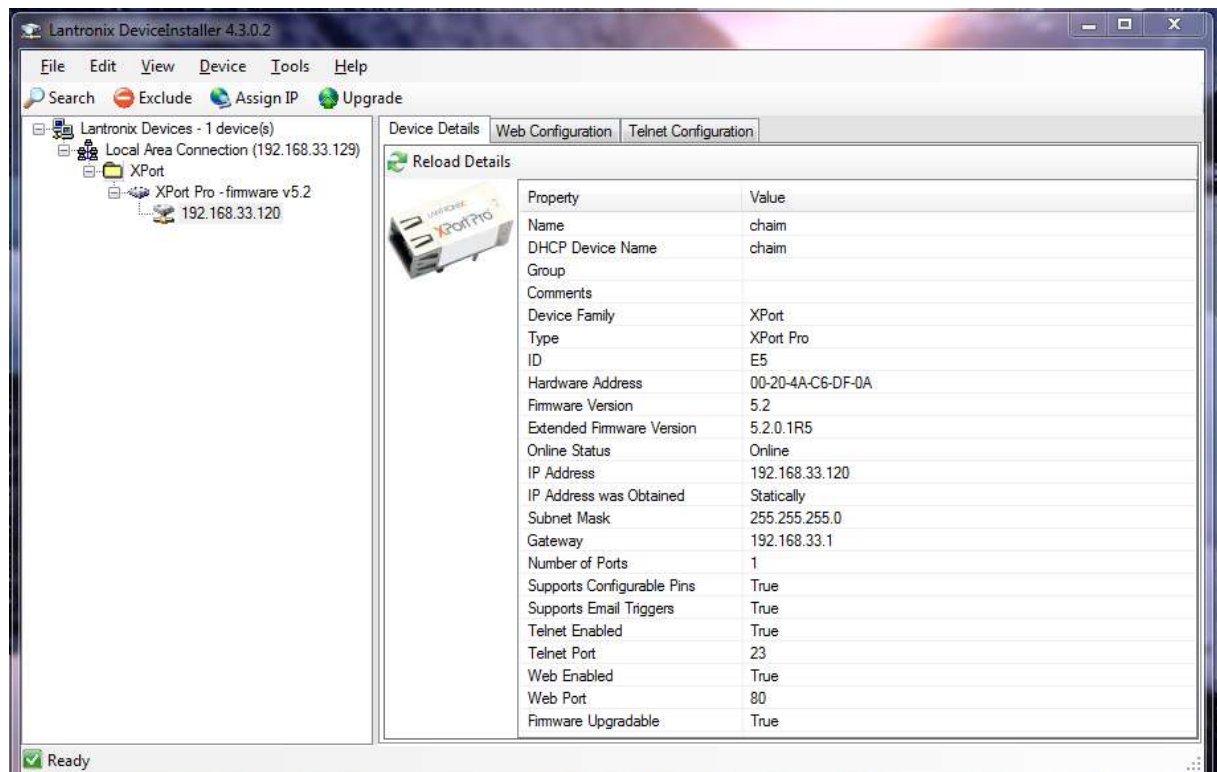 Lantronix DeviceInstaller 4.3.0.2
File Edit View Device Tools Help
Search Exclude Assign IP Upgrade
Lantronix Devices - 1 device(s)
Local Area Connection (192.168.33.129)
XPort
XPort Pro - firmware v5.2
192.168.33.120
Device Details Web Configuration Telnet Configuration
Reload Details
LANTRONIX
XPort Pro
Property Value
Name chaim
DHCP Device Name chaim
Group
Comments
Device Family XPort
Type XPort Pro
ID E5
Hardware Address 00-20-4A-C6-DF-0A
Firmware Version 5.2
Extended Firmware Version 5.2.0.1R5
Online Status Online
IP Address 192.168.33.120
IP Address was Obtained Statically
Subnet Mask 255.255.255.0
Gateway 192.168.33.1
Number of Ports 1
Supports Configurable Pins True
Supports Email Triggers True
Telnet Enabled True
Telnet Port 23
Web Enabled True
Web Port 80
Firmware Upgradable True
Ready